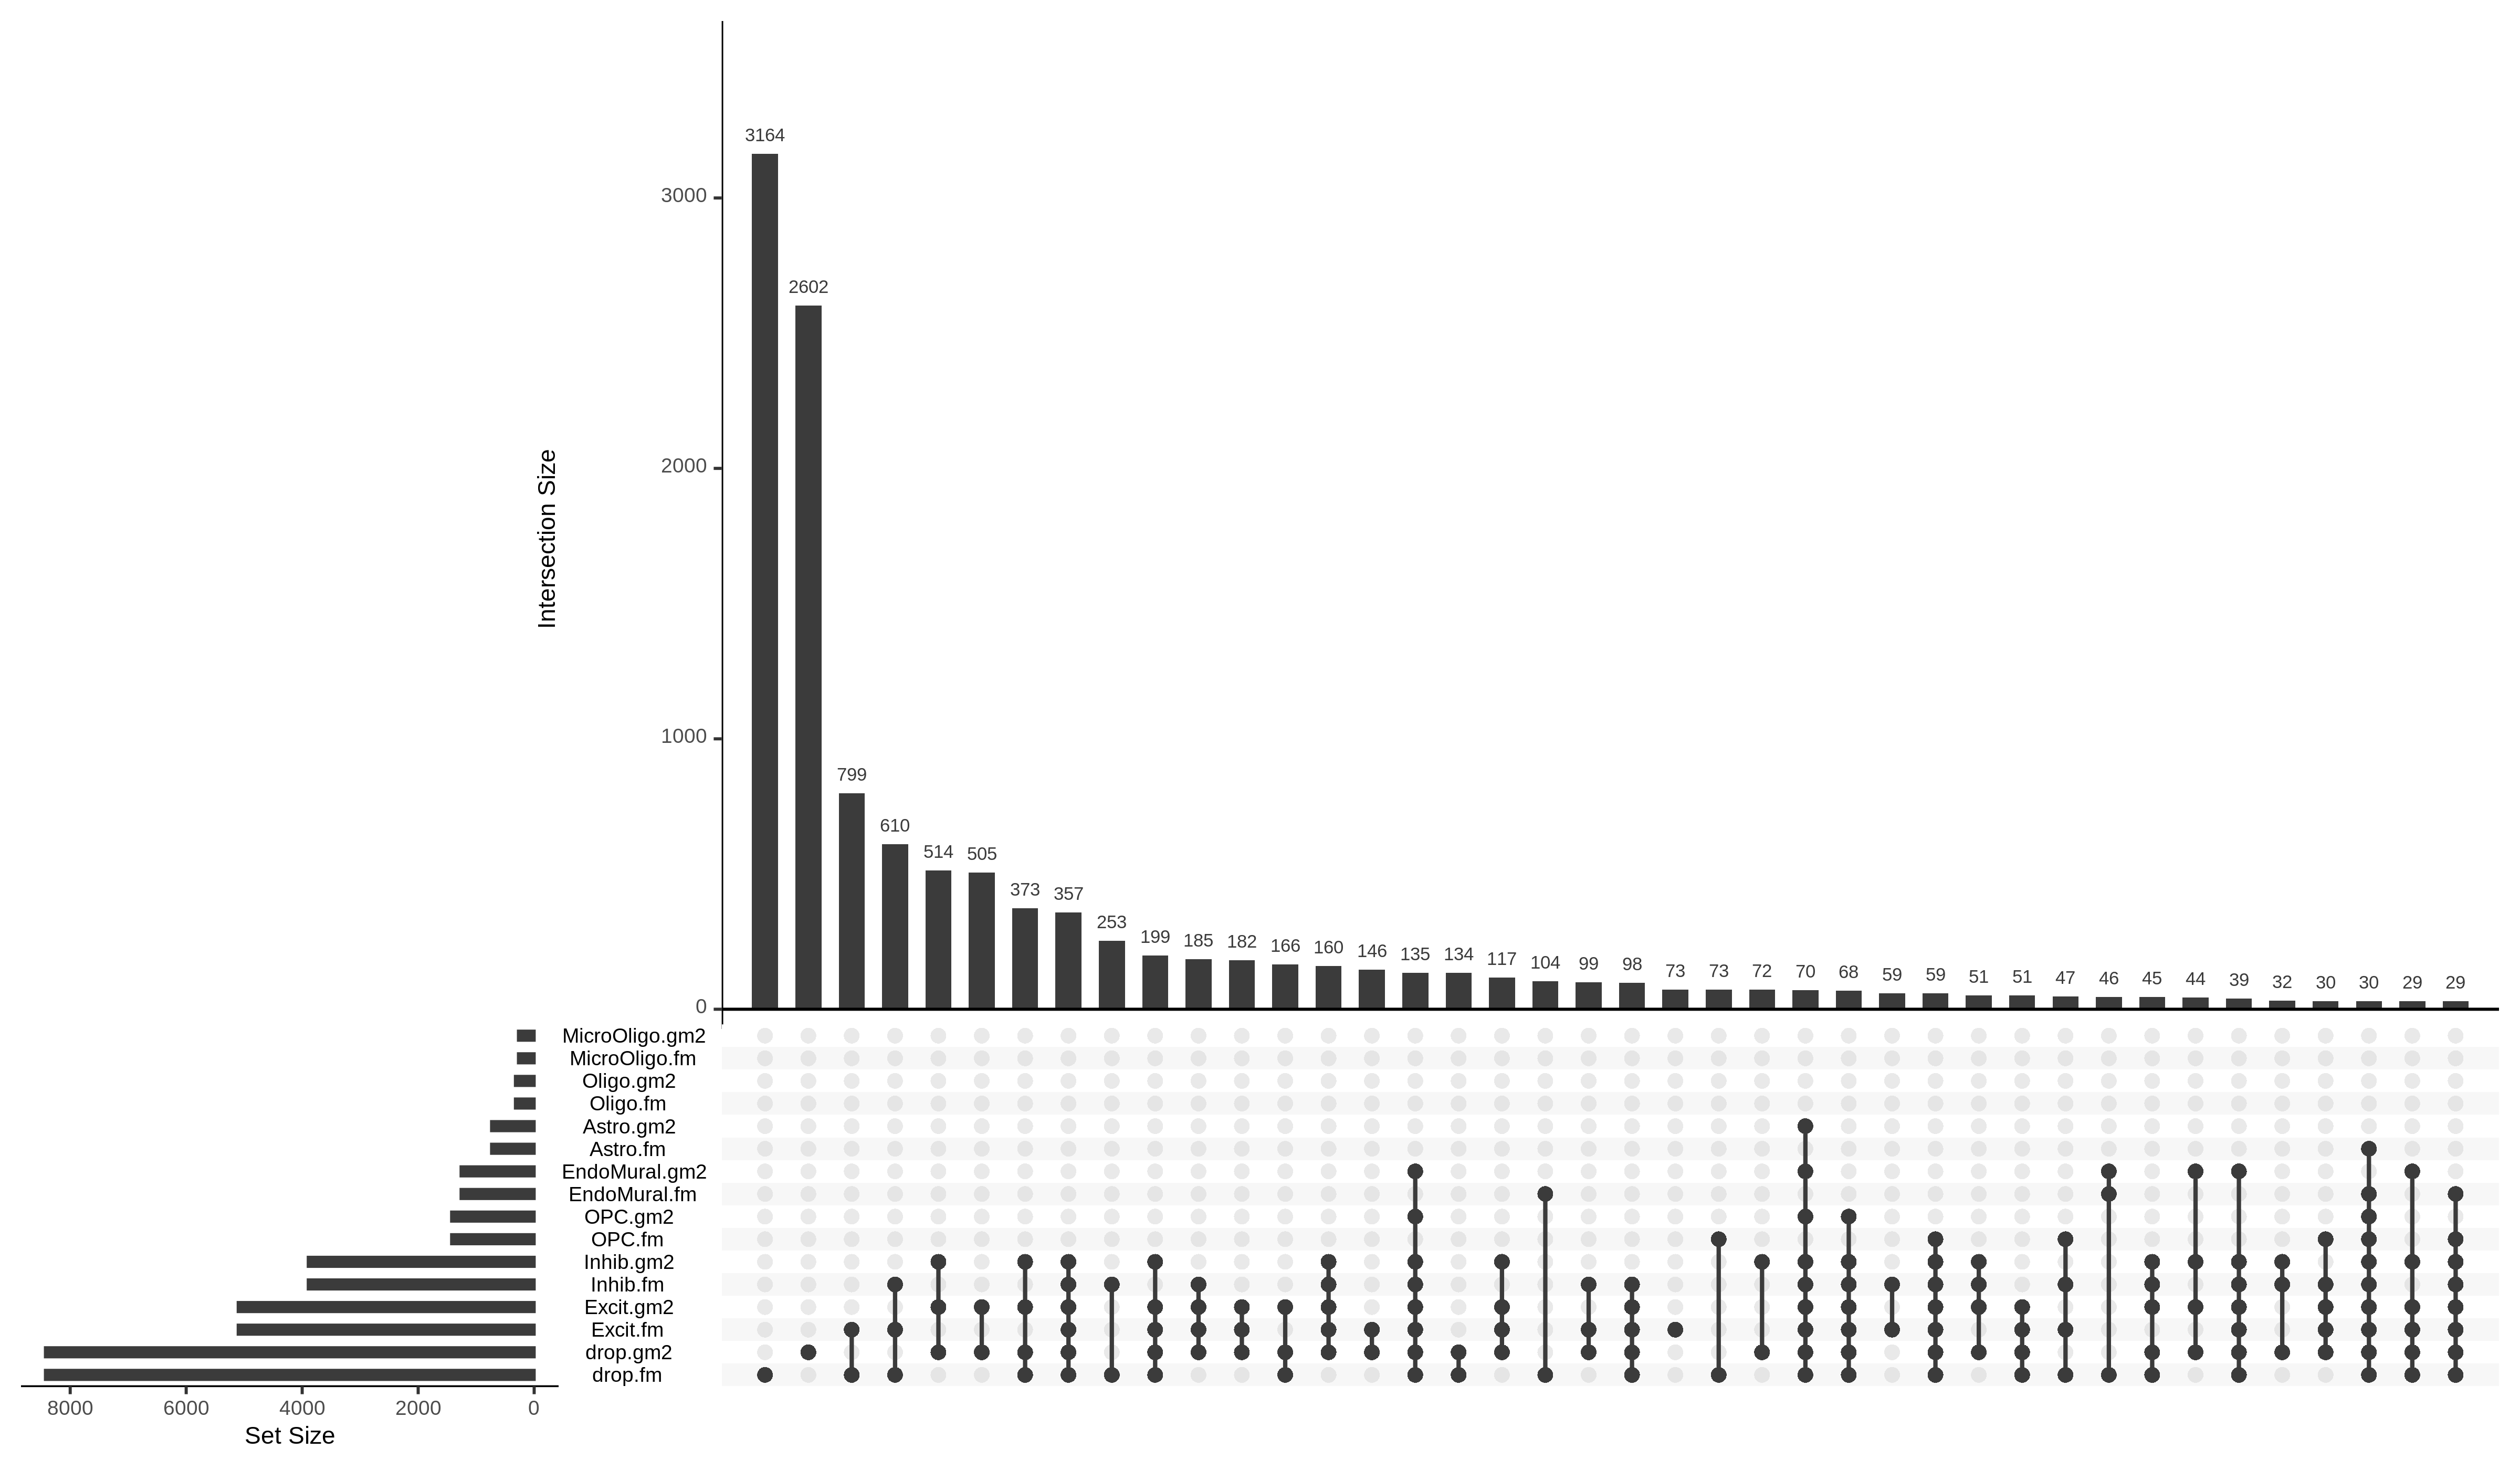 3164
2602
799
610
514
505
373
357
253
199
185
182
166
160
146
135
134
117
104
99
98
73
73
72
70
68
59
59
51
51
47
46
45
44
39
32
30
30
29
29
3000
2000
1000
0
Intersection Size
MicroOligo.gm2
MicroOligo.fm
Oligo.gm2
Oligo.fm
Astro.gm2
Astro.fm
EndoMural.gm2
EndoMural.fm
OPC.gm2
OPC.fm
Inhib.gm2
Inhib.fm
Excit.gm2
Excit.fm
drop.gm2
drop.fm
8000 6000 4000 2000 0
Set Size